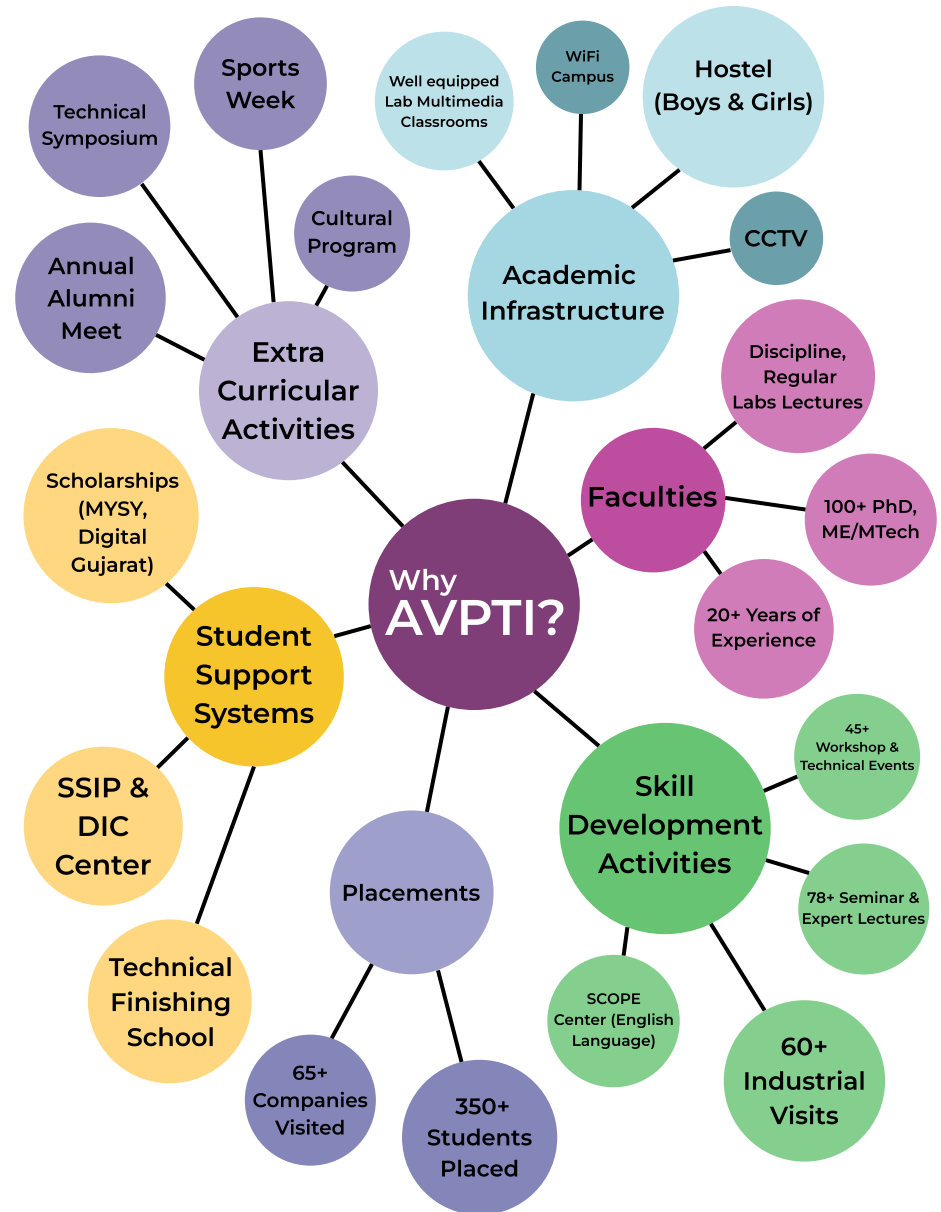 Why
AVPTI?
Extra
Curricular
Activities
Annual
Alumni
Meet
Technical
Symposium
Sports
Week
Cultural
Program
Academic
Infrastructure
Well equipped
Lab Multimedia
Classrooms
WiFi
Campus
Hostel
(Boys & Girls)
CCTV
Faculties
Discipline,
Regular
Labs Lectures
100+ PhD,
ME/MTech
20+ Years of
Experience
Skill
Development
Activities
45+
Workshop &
Technical Events
78+ Seminar &
Expert Lectures
60+
Industrial
Visits
SCOPE
Center (English
Language)
Placements
350+
Students
Placed
65+
Companies
Visited
Student
Support
Systems
Technical
Finishing
School
SSIP &
DIC
Center
Scholarships
(MYSY,
Digital
Gujarat)